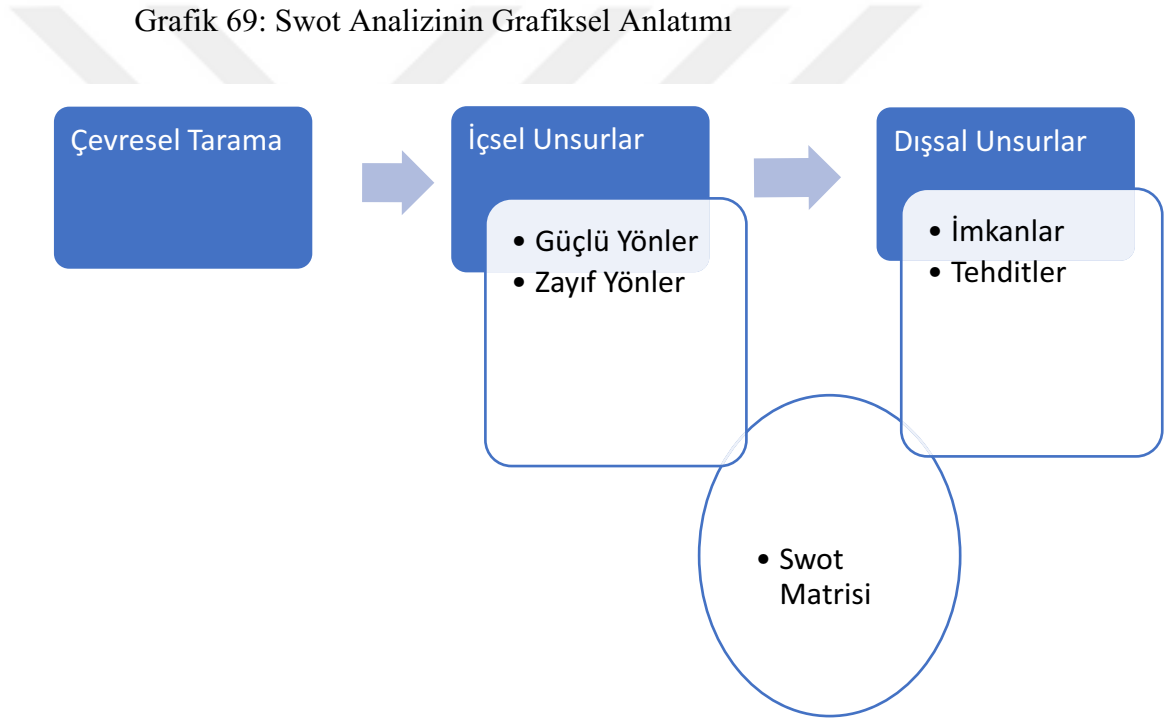 Grafik 69: Swot Analizinin Grafiksel Anlatımı
Çevresel Tarama
İçsel Unsurlar
• Güçlü Yönler
• Zayıf Yönler
Dışsal Unsurlar
• İmkanlar
• Tehditler
• Swot
Matrisi